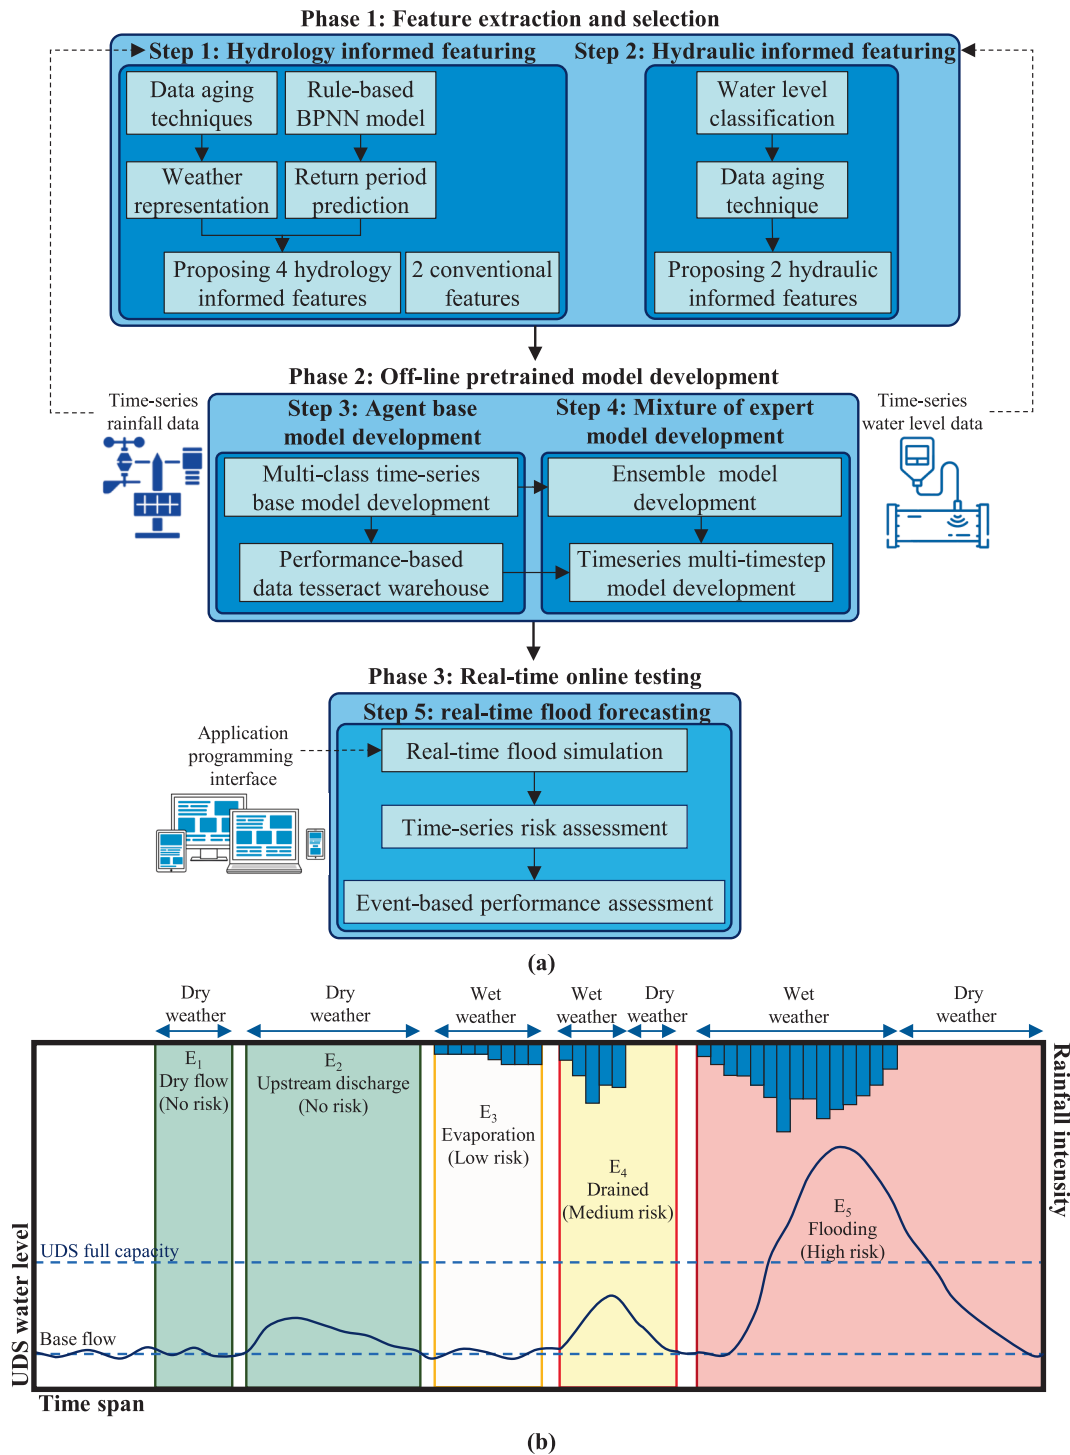 Phase 1: Feature extraction and selection
Step 1: Hydrology informed featuring
Step 2: Hydraulic informed featuring
Data aging
techniques
Rule-based
BPNN model
Water level
classification
Weather
representation
Return period
prediction
Data aging
technique
Proposing 4 hydrology
informed features
2 conventional
features
Proposing 2 hydraulic
informed features
Phase 2: Off-line pretrained model development
Time-series
rainfall data
Step 3: Agent base
model development
Step 4: Mixture of expert
model development
Time-series
water level data
Multi-class time-series
base model development
Ensemble model
development
Performance-based
data tesseract warehouse
Timeseries multi-timestep
model development
Phase 3: Real-time online testing
Step 5: real-time flood forecasting
Application
programming
interface
Real-time flood simulation
Time-series risk assessment
Event-based performance assessment
(a)
Dry
weather
Dry
weather
Wet
weather
Wet
weather
Dry
weather
Wet
weather
Dry
weather
E1
Dry flow
(No risk)
E2
Upstream discharge
(No risk)
E3
Evaporation
(Low risk)
E4
Drained
(Medium risk)
E5
Flooding
(High risk)
Rainfall intensity
UDS water level
UDS full capacity
Base flow
Time span
(b)